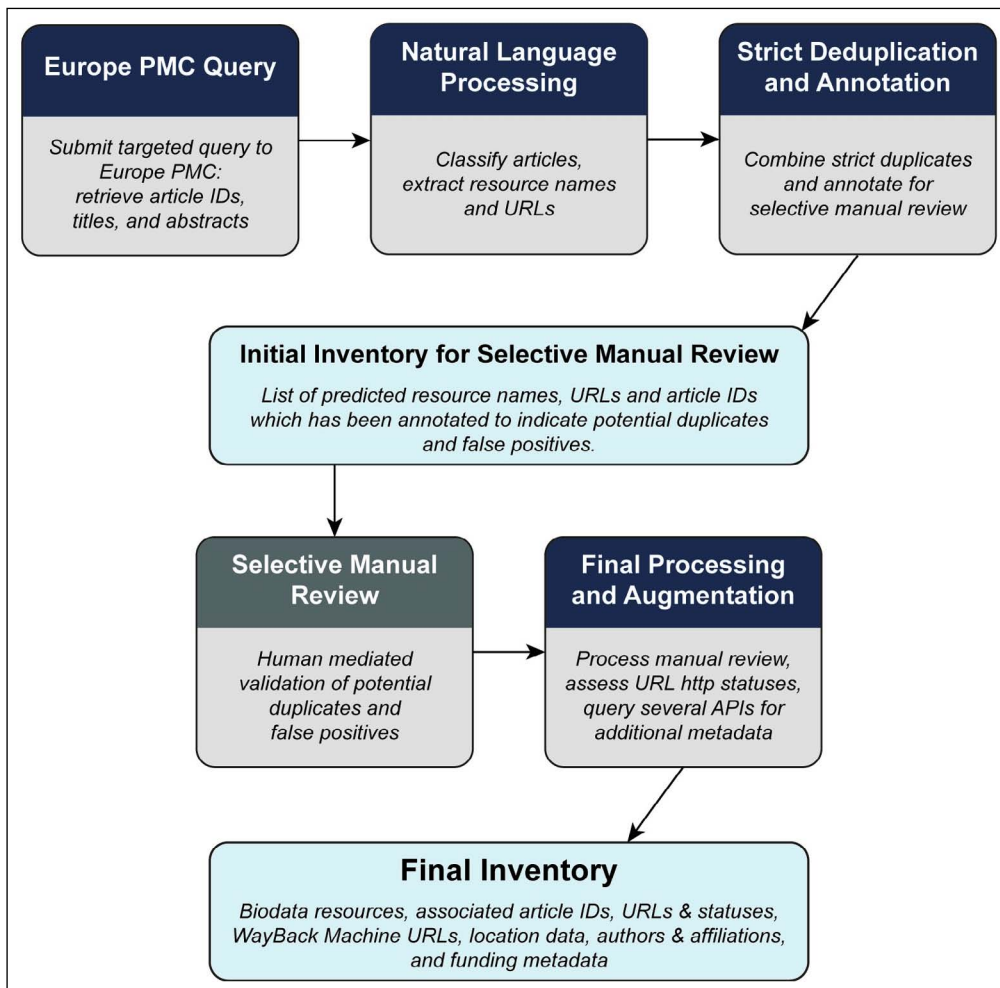 Europe PMC Query
Submit targeted query to
Europe PMC:
retrieve article IDs,
titles, and abstracts
Natural Language
Processing
Classify articles,
extract resource names
and URLs
Strict Deduplication
and Annotation
Combine strict duplicates
and annotate for
selective manual review
Initial Inventory for Selective Manual Review
List of predicted resource names, URLs and article IDs
which has been annotated to indicate potential duplicates
and false positives.
Selective Manual
Review
Human mediated
validation of potential
duplicates and
false positives
Final Processing
and Augmentation
Process manual review,
assess URL http statuses,
query several APIs for
additional metadata
Final Inventory
Biodata resources, associated article IDs, URLs & statuses,
WayBack Machine URLs, location data, authors & affiliations,
and funding metadata